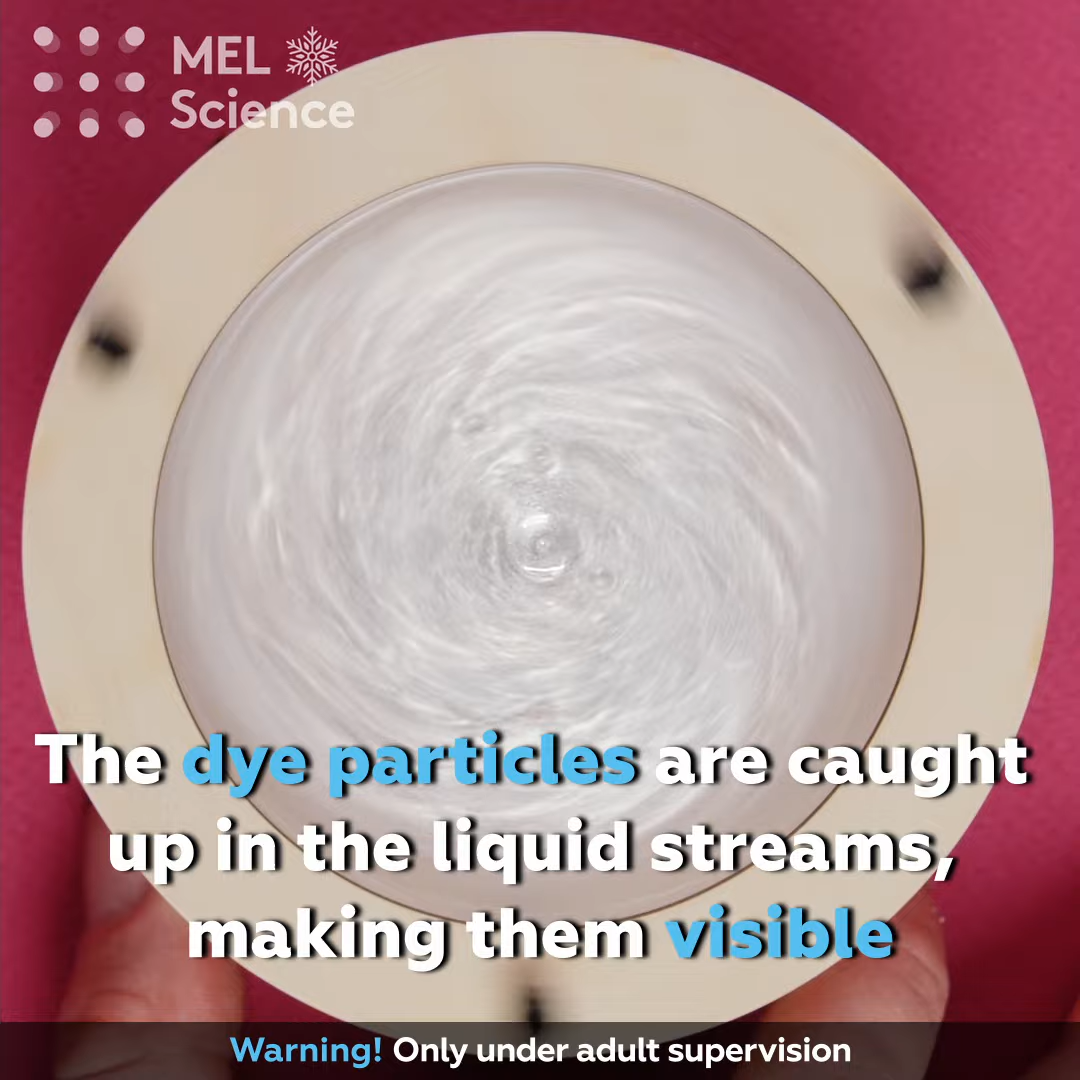 MEL
Science
The dye particles are caught
up in the liquid streams,
making them visible
Warning! Only under adult supervision